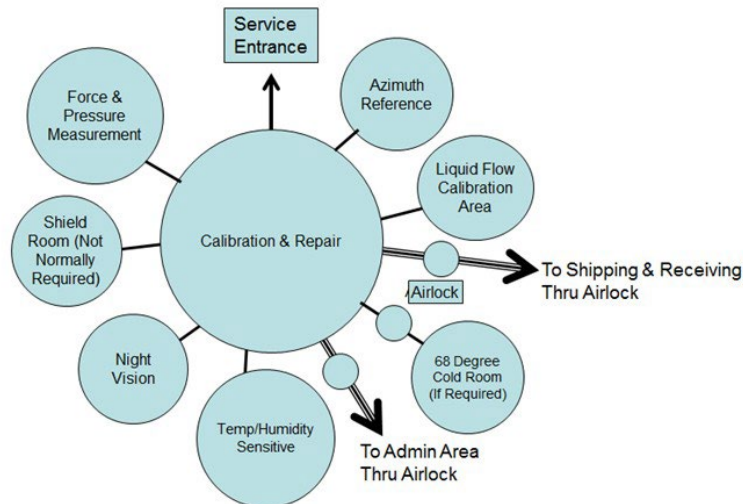 Service
Entrance
Azimuth
Reference
Force &
Pressure
Measurement
Liquid Flow
Calibration
Area
Shield
Room (Not
Normally
Required)
Calibration & Repair
To Shipping & Receiving
Thru Airlock
Airlock
Night
Vision
68 Degree
Cold Room
(If Required)
Temp/Humidity
Sensitive
To Admin Area
Thru Airlock